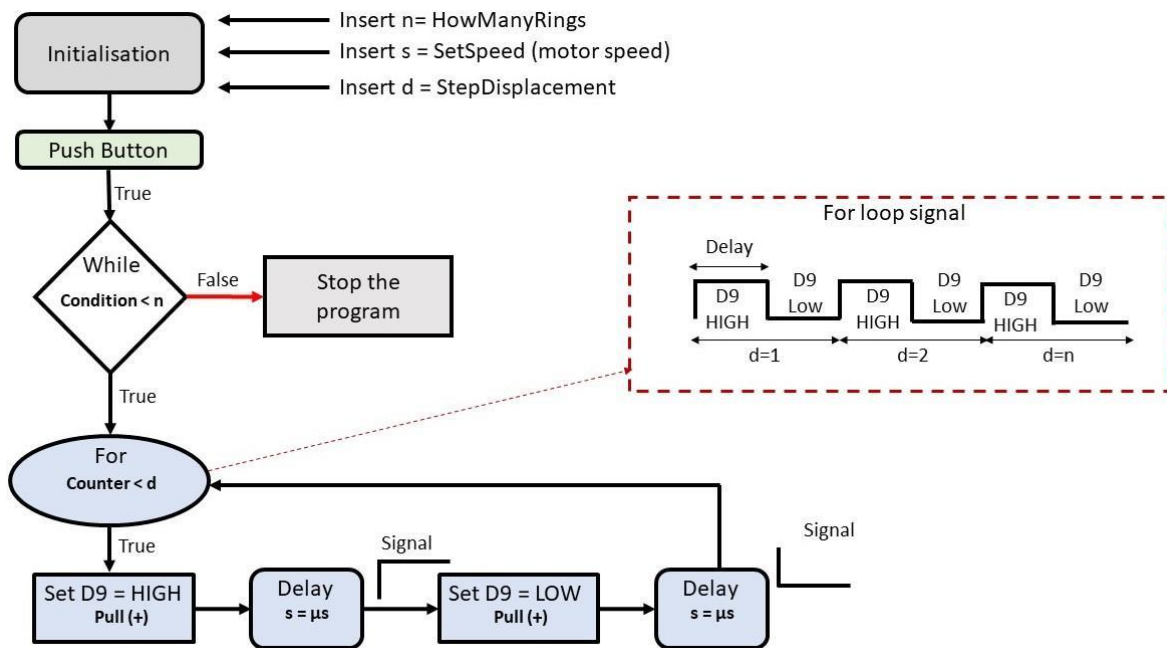 Initialisation
Insert n= HowManyRings
Insert s = SetSpeed (motor speed)
Insert d = StepDisplacement
Push Button
True
While
Condition < n
False
Stop the
program
True
For
Counter < d
True
Set D9 = HIGH
Pull (+)
Delay
s = µs
Signal
Set D9 = LOW
Pull (+)
Delay
s = µs
Signal
For loop signal
Delay
D9
HIGH
D9
Low
D9
HIGH
D9
Low
D9
HIGH
D9
Low
d=1
d=2
d=n